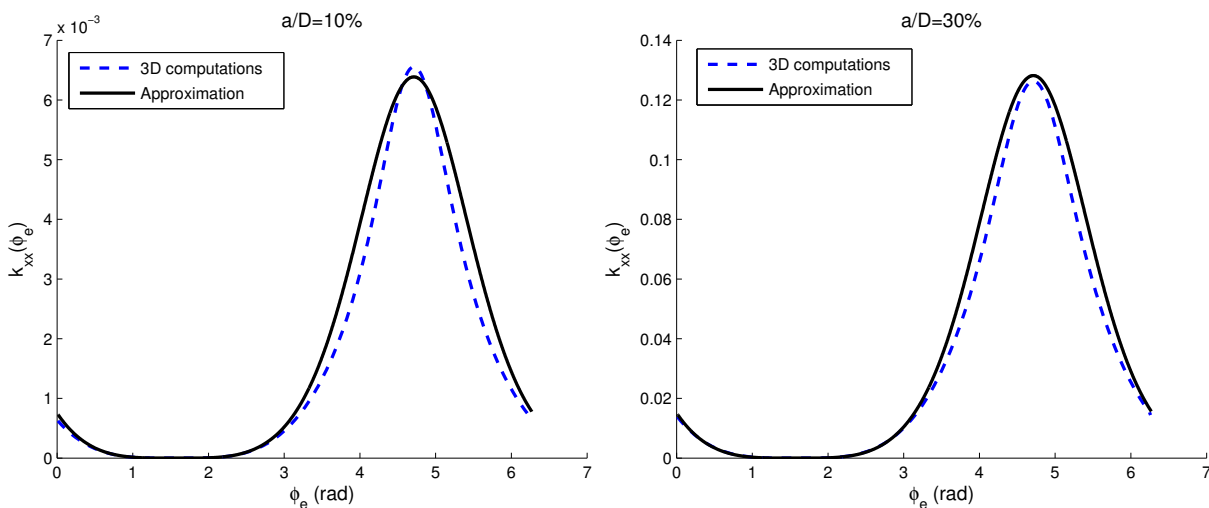 a/D=10%
x 10⁻³
7
6
5
4
3
2
1
0
k_xx(ϕ_e)
3D computations
Approximation
0 1 2 3 4 5 6 7
ϕ_e (rad)
a/D=30%
0.14
0.12
0.1
0.08
0.06
0.04
0.02
0
k_xx(ϕ_e)
3D computations
Approximation
0 1 2 3 4 5 6 7
ϕ_e (rad)